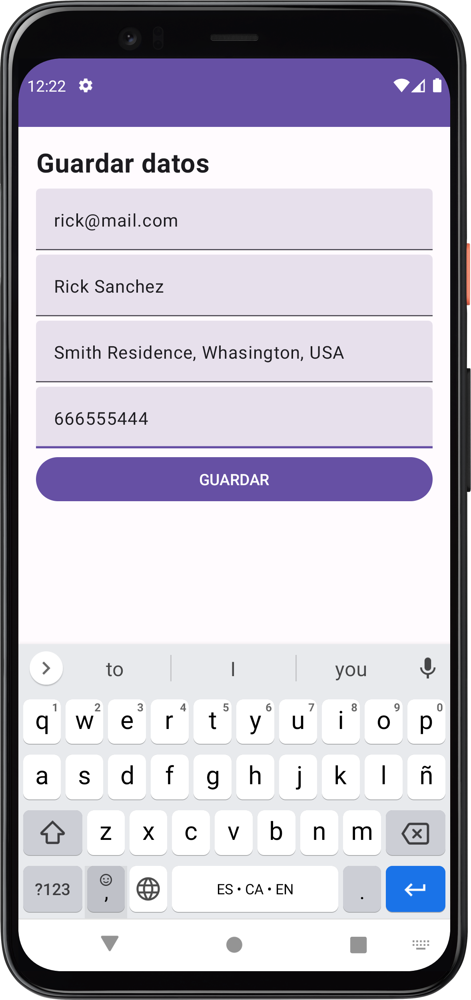 12:22
Guardar datos
rick@mail.com
Rick Sanchez
Smith Residence, Whasington, USA
666555444
GUARDAR
to I you
1 2 3 4 5 6 7 8 9 0
q w e r t y u i o p
a s d f g h j k l ñ
z x c v b n m
?123 , ES • CA • EN .